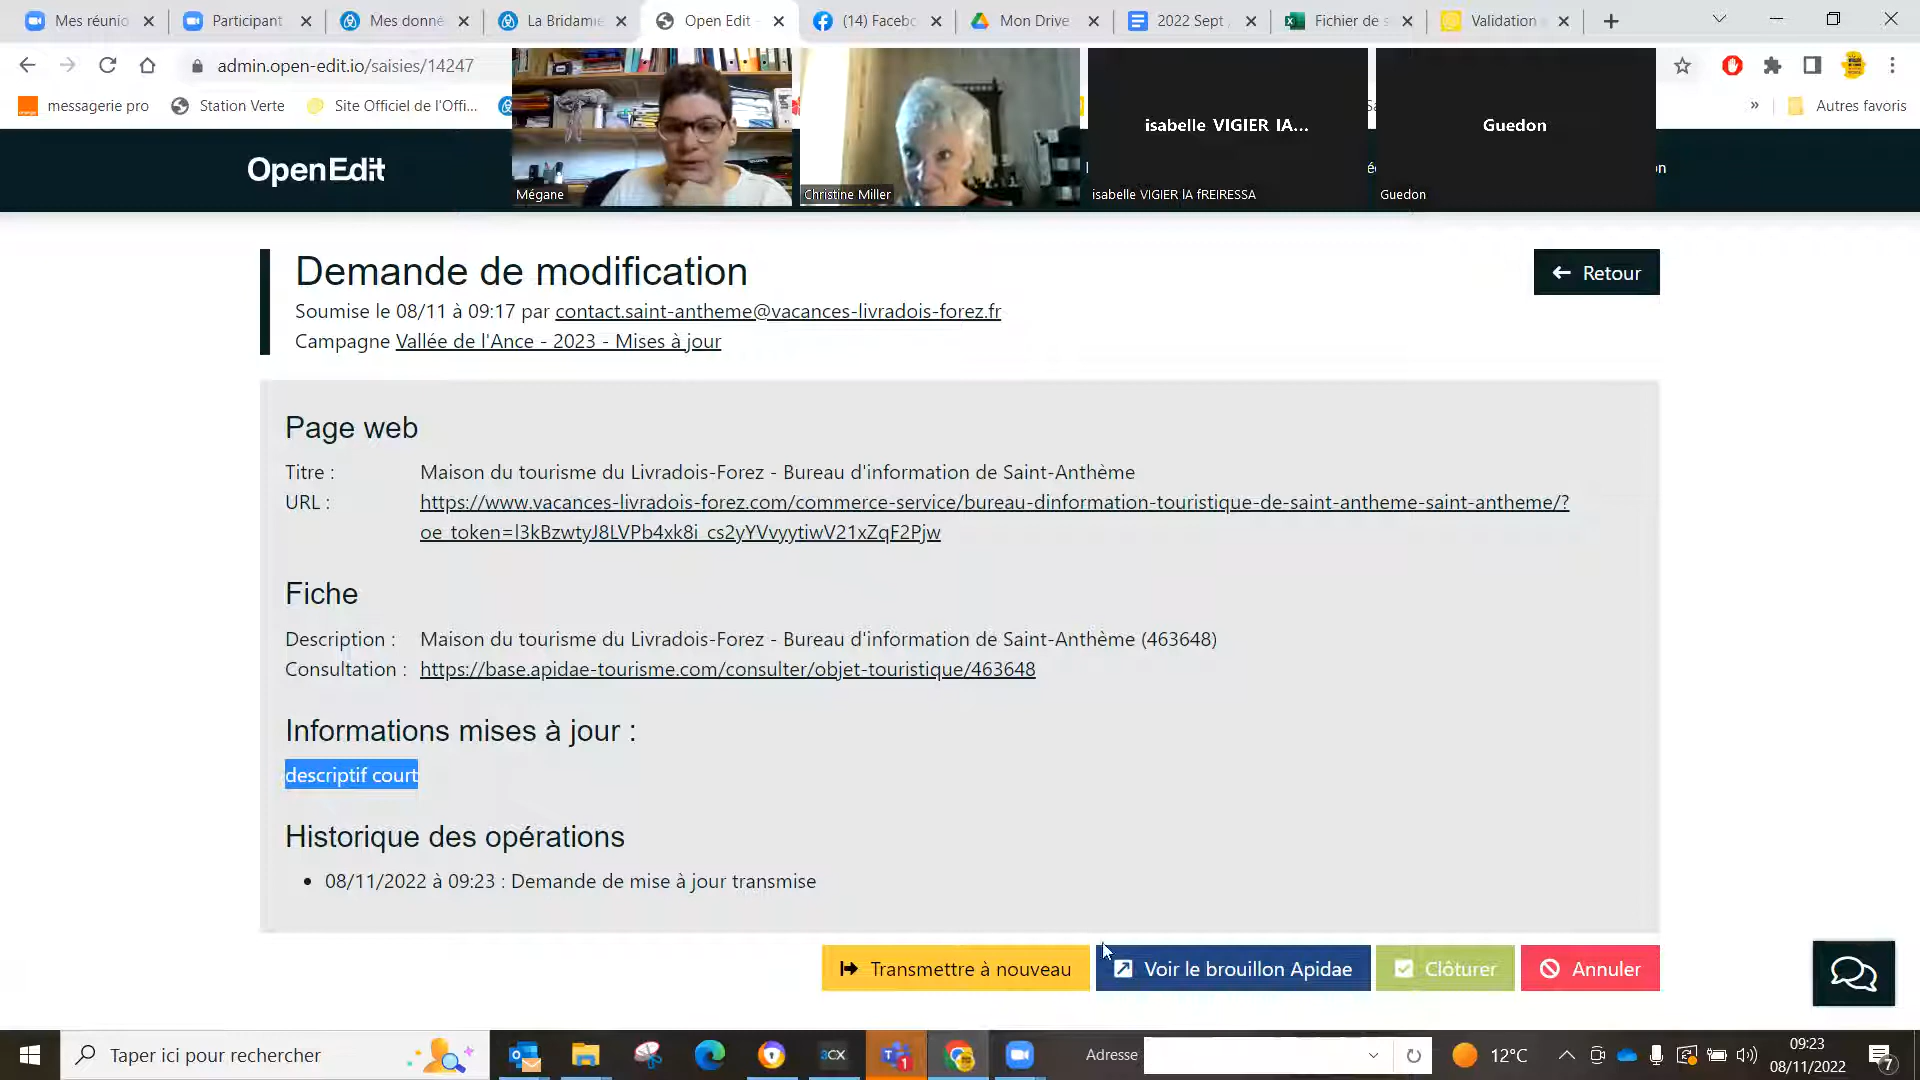 Mes réunio
Participant
Mes donné
La Bridamie
Open Edit -
(14) Facebo
Mon Drive
2022 Sept
Fichier de s
Validation
admin.open-edit.io/saisies/14247
messagerie pro
Station Verte
Site Officiel de l'Offi...
Autres favoris
OpenEdit
Mégane
Christine Miller
isabelle VIGIER lA...
isabelle VIGIER lA fREIRESSA
Guedon
Guedon
Demande de modification
Retour
Soumise le 08/11 à 09:17 par contact.saint-antheme@vacances-livradois-forez.fr
Campagne Vallée de l'Ance - 2023 - Mises à jour
Page web
Titre : Maison du tourisme du Livradois-Forez - Bureau d'information de Saint-Anthème
URL : https://www.vacances-livradois-forez.com/commerce-service/bureau-dinformation-touristique-de-saint-antheme-saint-antheme/?
oe_token=l3kBzwtyJ8LVPb4xk8i_cs2yYVvyytiwV21xZqF2Pjw
Fiche
Description : Maison du tourisme du Livradois-Forez - Bureau d'information de Saint-Anthème (463648)
Consultation : https://base.apidae-tourisme.com/consulter/objet-touristique/463648
Informations mises à jour :
descriptif court
Historique des opérations
• 08/11/2022 à 09:23 : Demande de mise à jour transmise
Transmettre à nouveau
Voir le brouillon Apidae
Clôturer
Annuler
Taper ici pour rechercher
3CX
1
Adresse
12°C
09:23
08/11/2022
7